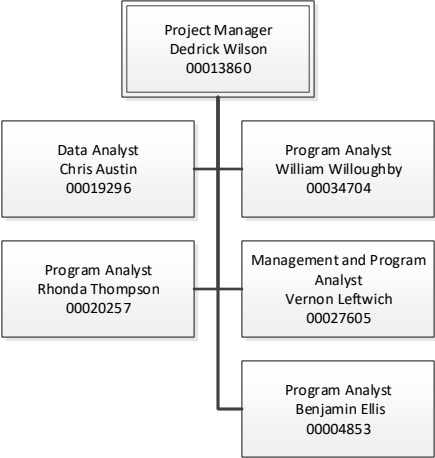 Project Manager
Dedrick Wilson
00013860
Data Analyst
Chris Austin
00019296
Program Analyst
William Willoughby
00034704
Program Analyst
Rhonda Thompson
00020257
Management and Program
Analyst
Vernon Leftwich
00027605
Program Analyst
Benjamin Ellis
00004853